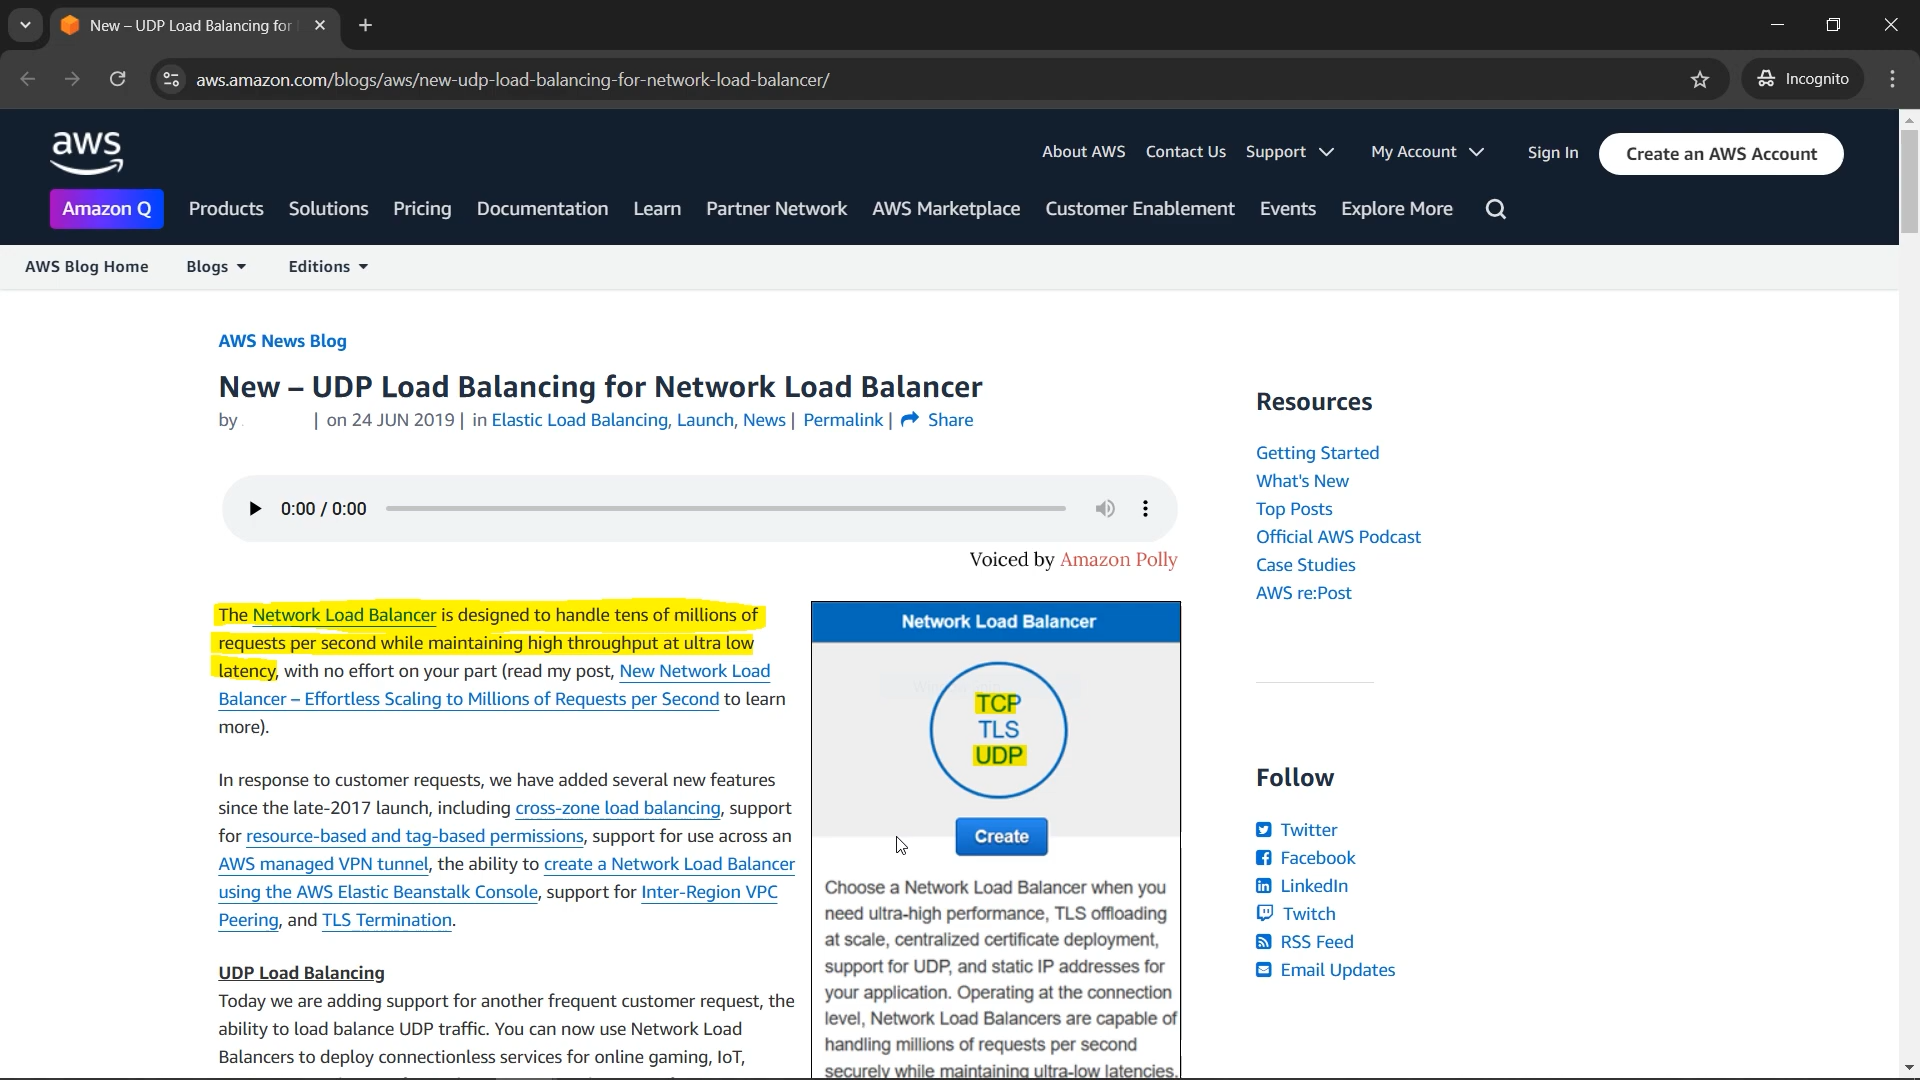 New – UDP Load Balancing for
aws.amazon.com/blogs/aws/new-udp-load-balancing-for-network-load-balancer/
Incognito
aws
About AWS Contact Us Support My Account Sign In Create an AWS Account
Amazon Q Products Solutions Pricing Documentation Learn Partner Network AWS Marketplace Customer Enablement Events Explore More
AWS Blog Home Blogs Editions
AWS News Blog
New – UDP Load Balancing for Network Load Balancer
by | on 24 JUN 2019 | in Elastic Load Balancing, Launch, News | Permalink | Share
0:00 / 0:00
Voiced by Amazon Polly
The Network Load Balancer is designed to handle tens of millions of
requests per second while maintaining high throughput at ultra low
latency, with no effort on your part (read my post, New Network Load
Balancer – Effortless Scaling to Millions of Requests per Second to learn
more).
In response to customer requests, we have added several new features
since the late-2017 launch, including cross-zone load balancing, support
for resource-based and tag-based permissions, support for use across an
AWS managed VPN tunnel, the ability to create a Network Load Balancer
using the AWS Elastic Beanstalk Console, support for Inter-Region VPC
Peering, and TLS Termination.
UDP Load Balancing
Today we are adding support for another frequent customer request, the
ability to load balance UDP traffic. You can now use Network Load
Balancers to deploy connectionless services for online gaming, IoT,
Network Load Balancer
TCP
TLS
UDP
Create
Choose a Network Load Balancer when you
need ultra-high performance, TLS offloading
at scale, centralized certificate deployment,
support for UDP, and static IP addresses for
your application. Operating at the connection
level, Network Load Balancers are capable of
handling millions of requests per second
securely while maintaining ultra-low latencies.
Resources
Getting Started
What's New
Top Posts
Official AWS Podcast
Case Studies
AWS re:Post
Follow
Twitter
Facebook
LinkedIn
Twitch
RSS Feed
Email Updates